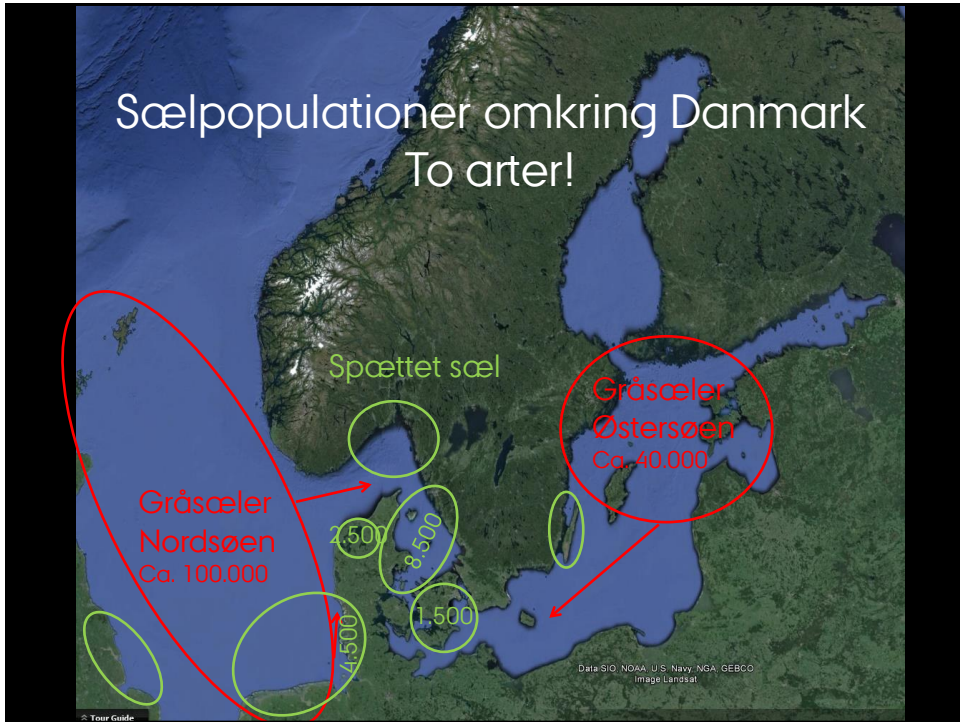 Sælpopulationer omkring Danmark
To arter!
Spættet sæl
Gråsæler
Østersøen
Ca. 40.000
Gråsæler
Nordsøen
Ca. 100.000
2.500
8.500
1.500
4.500
Data SIO, NOAA, U.S. Navy, NGA, GEBCO
Image Landsat
Tour Guide